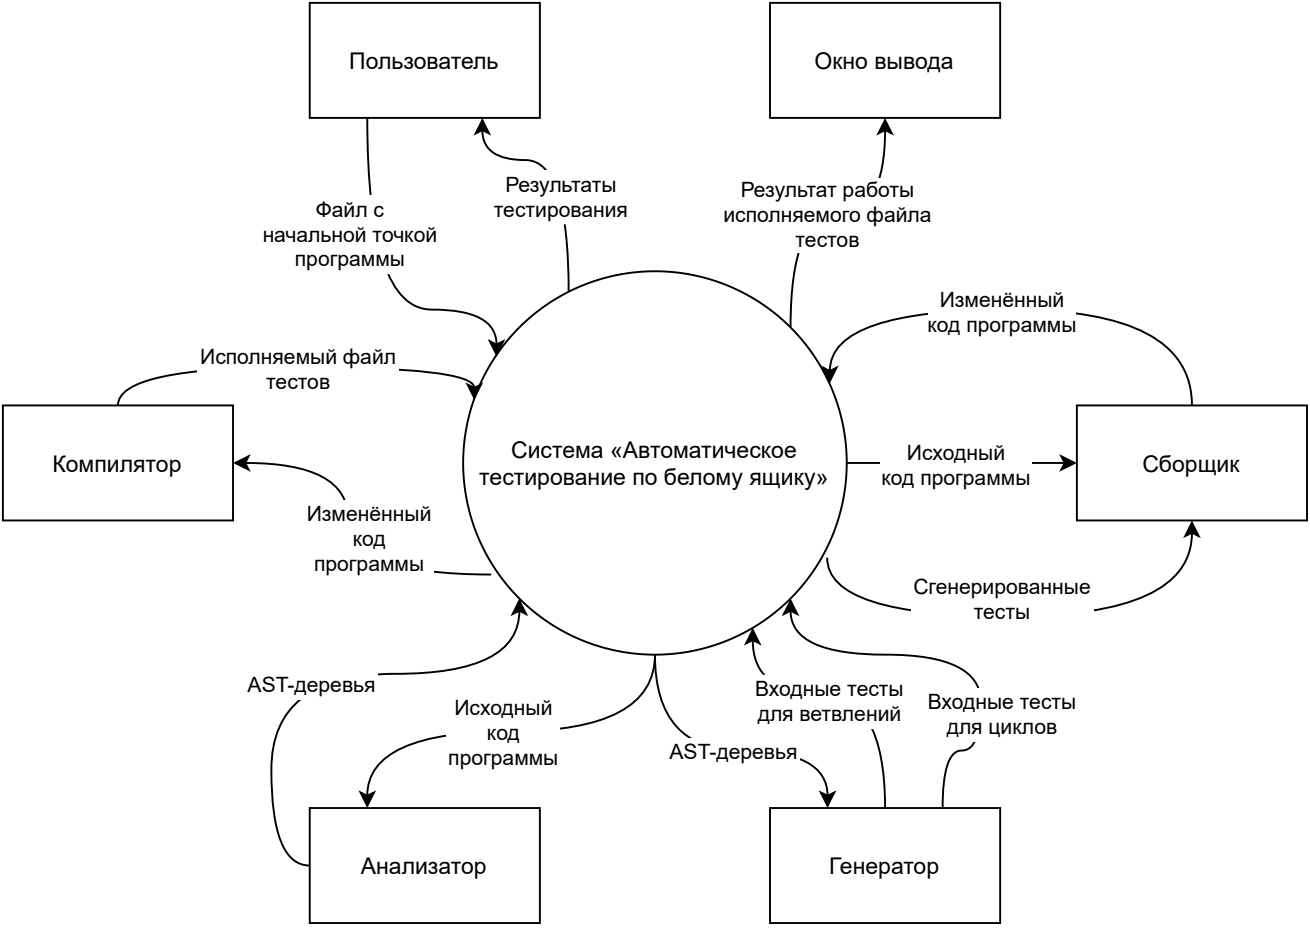 Пользователь
Окно вывода
Результаты
тестирования
Результат работы
исполняемого файла
тестов
Файл с
начальной точкой
программы
Изменённый
код программы
Исполняемый файл
тестов
Система «Автоматическое
тестирование по белому ящику»
Компилятор
Исходный
код программы
Сборщик
Изменённый
код
программы
Сгенерированные
тесты
AST-деревья
Исходный
код
программы
AST-деревья
Входные тесты
для ветвлений
Входные тесты
для циклов
Анализатор
Генератор